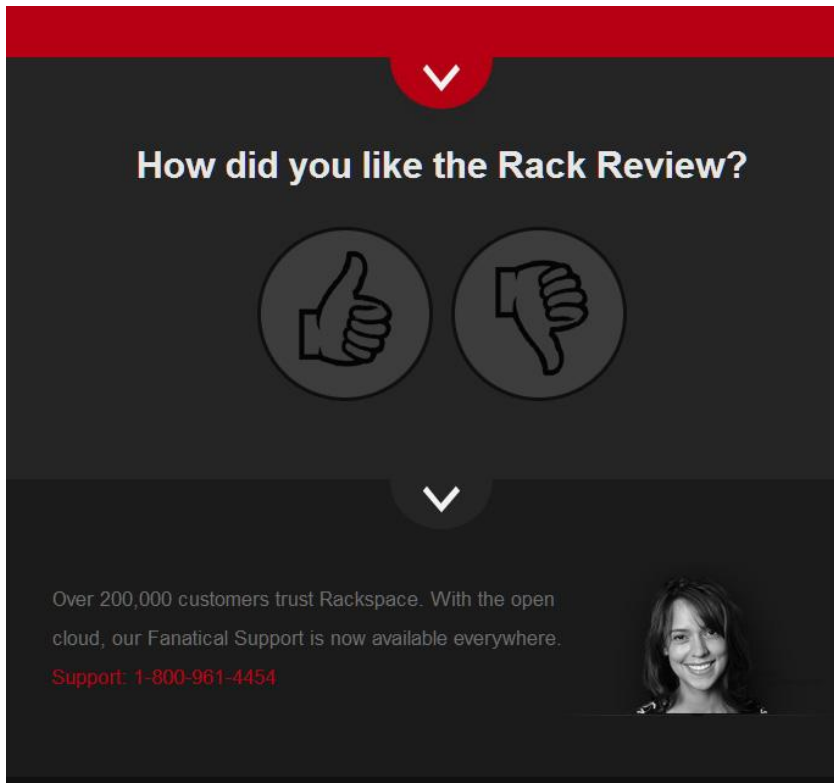 How did you like the Rack Review?
Over 200,000 customers trust Rackspace. With the open
cloud, our Fanatical Support is now available everywhere.
Support: 1-800-961-4454